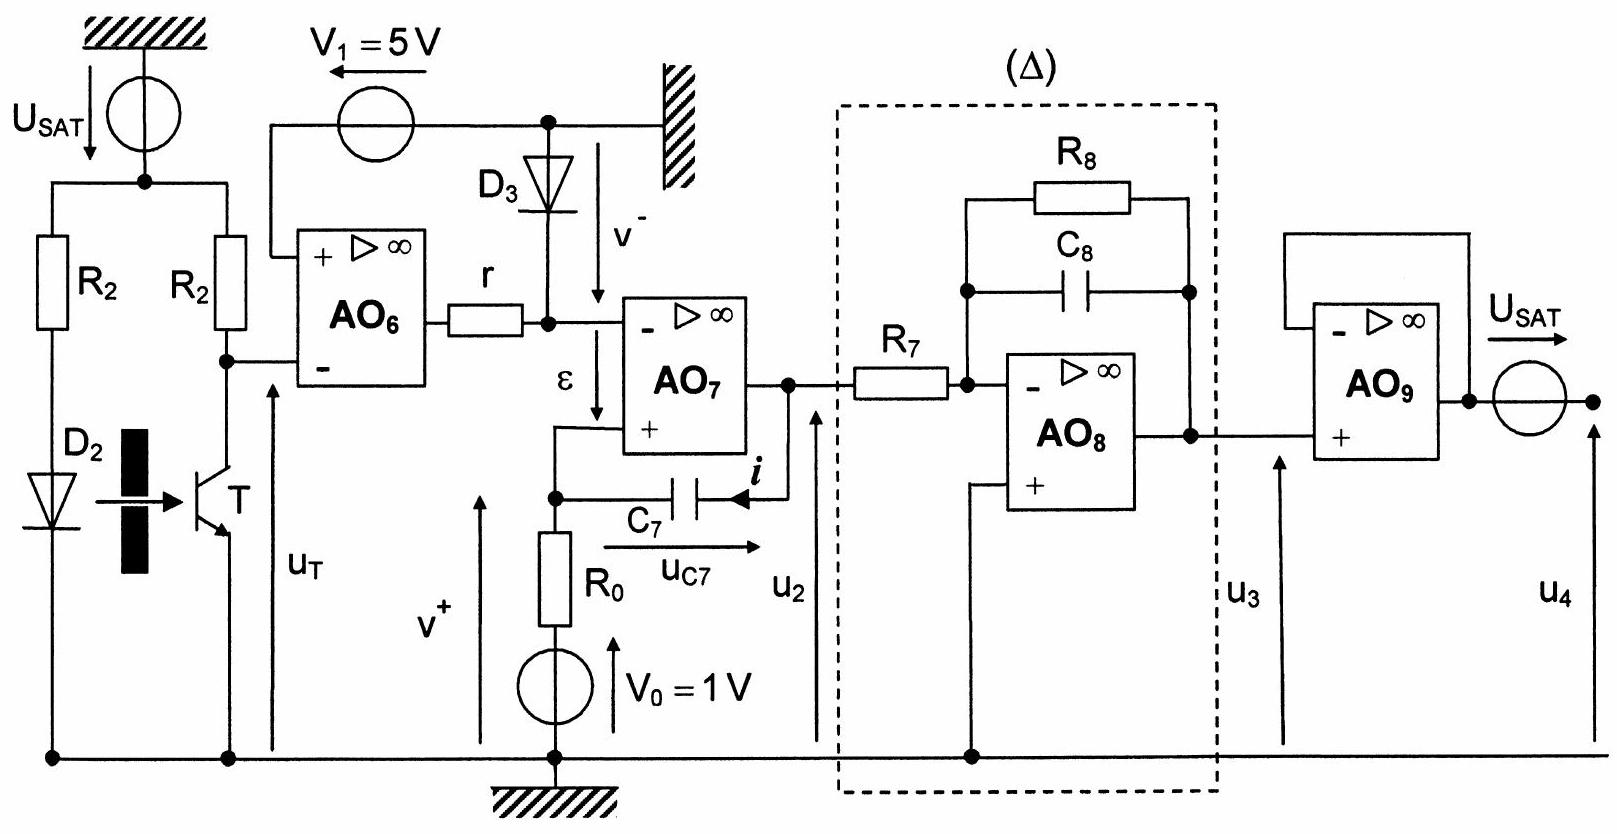 V₁ = 5 V
(Δ)
U_SAT
R₈
D₃
v⁻
C₈
R₂
R₂
+ ▷ ∞
AO₆
-
r
- ▷ ∞
AO₇
+
ε
R₇
- ▷ ∞
AO₈
+
U_SAT
- ▷ ∞
AO₉
+
D₂
T
i
C₇
u_C7
u_T
v⁺
R₀
u₂
u₃
u₄
V₀ = 1 V